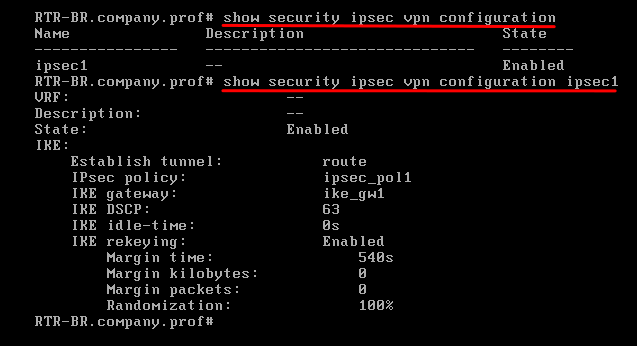 RTR-BR.company.prof# show security ipsec vpn configuration
Name Description State
--------------- ------------------------------ --------
ipsec1 -- Enabled
RTR-BR.company.prof# show security ipsec vpn configuration ipsec1
VRF: --
Description: --
State: Enabled
IKE:
Establish tunnel: route
IPsec policy: ipsec_pol1
IKE gateway: ike_gw1
IKE DSCP: 63
IKE idle-time: 0s
IKE rekeying: Enabled
Margin time: 540s
Margin kilobytes: 0
Margin packets: 0
Randomization: 100%
RTR-BR.company.prof#